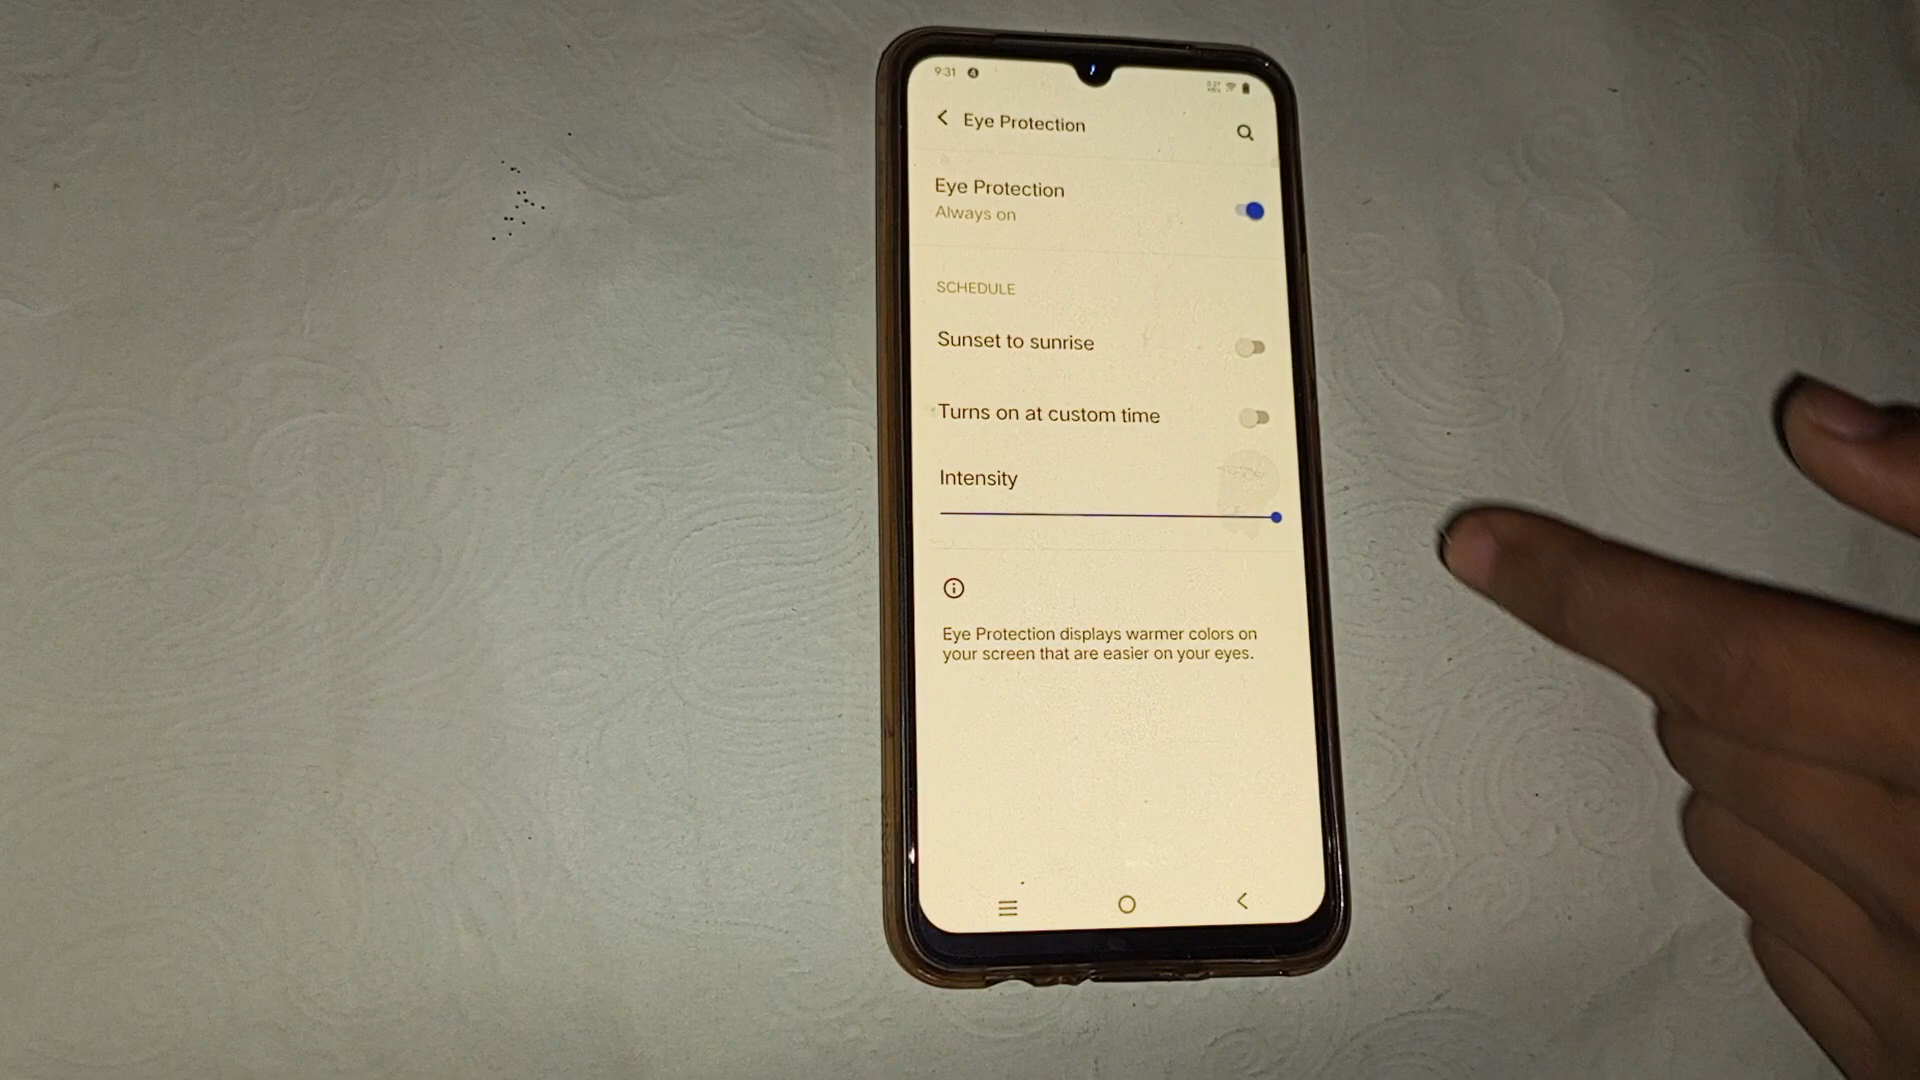 9:31
Eye Protection
Eye Protection
Always on
SCHEDULE
Sunset to sunrise
Turns on at custom time
Intensity
Eye Protection displays warmer colors on
your screen that are easier on your eyes.